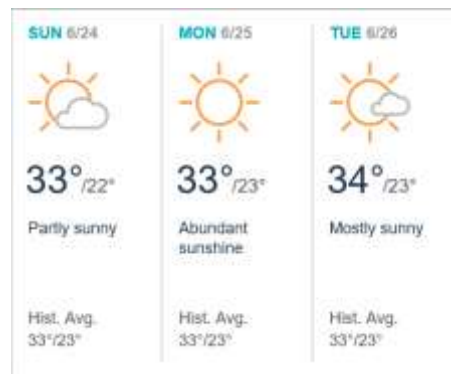 SUN 6/24
33°/22°
Partly sunny
Hist. Avg.
33°/23°
MON 6/25
33°/23°
Abundant
sunshine
Hist. Avg.
33°/23°
TUE 6/26
34°/23°
Mostly sunny
Hist. Avg.
33°/23°